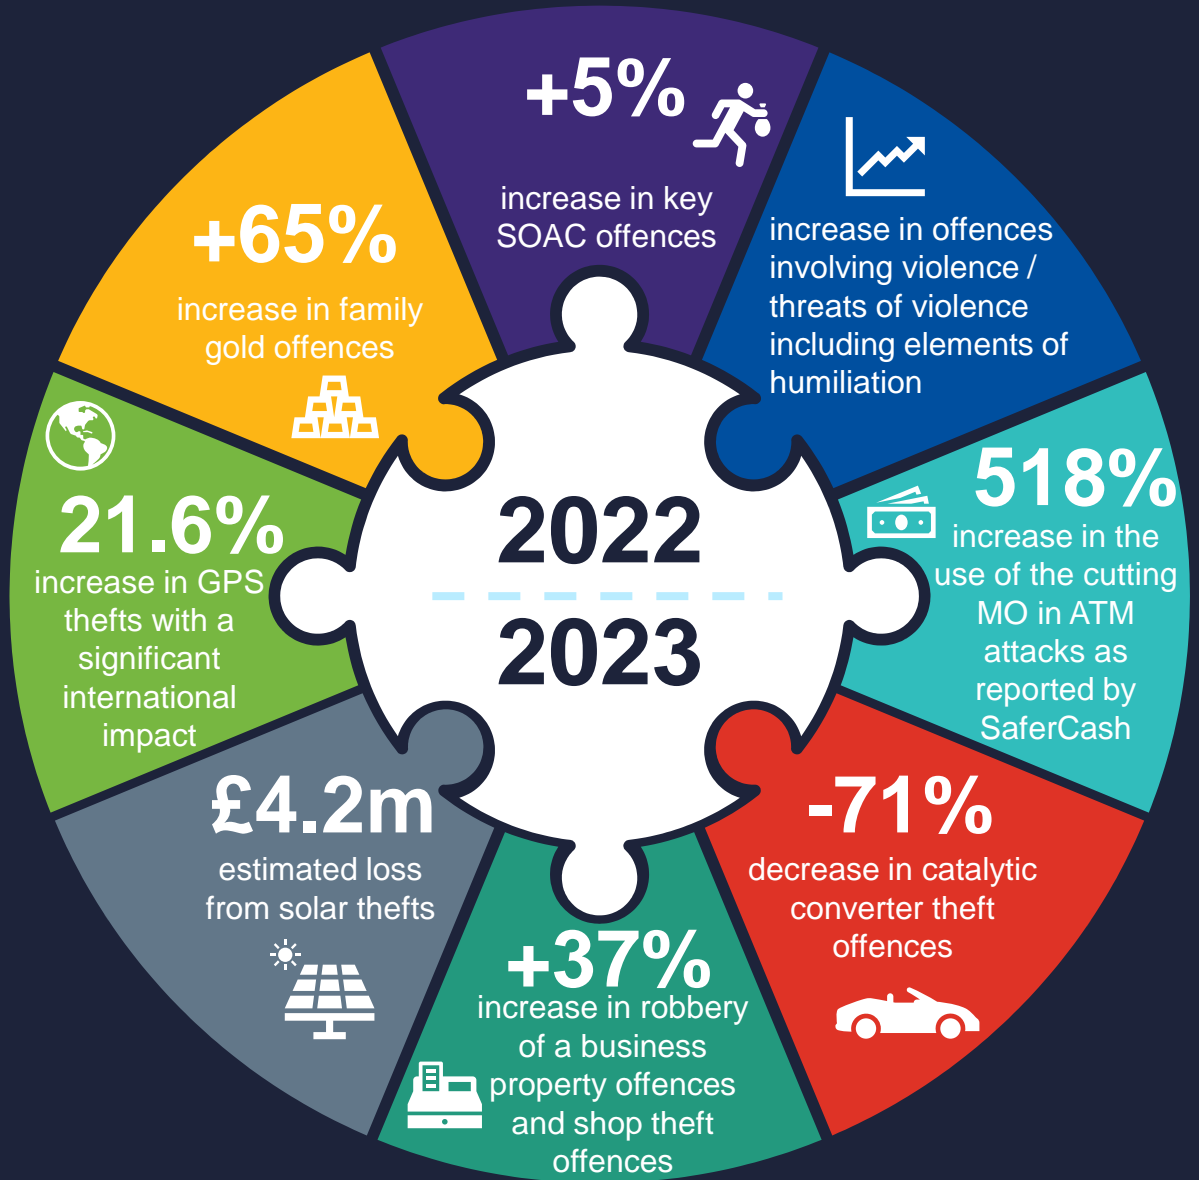 +5%
increase in key
SOAC offences
increase in offences
involving violence /
threats of violence
including elements of
humiliation
518%
increase in the
use of the cutting
MO in ATM
attacks as
reported by
SaferCash
-71%
decrease in catalytic
converter theft
offences
+37%
increase in robbery
of a business
property offences
and shop theft
offences
£4.2m
estimated loss
from solar thefts
21.6%
increase in GPS
thefts with a
significant
international
impact
+65%
increase in family
gold offences
2022
2023